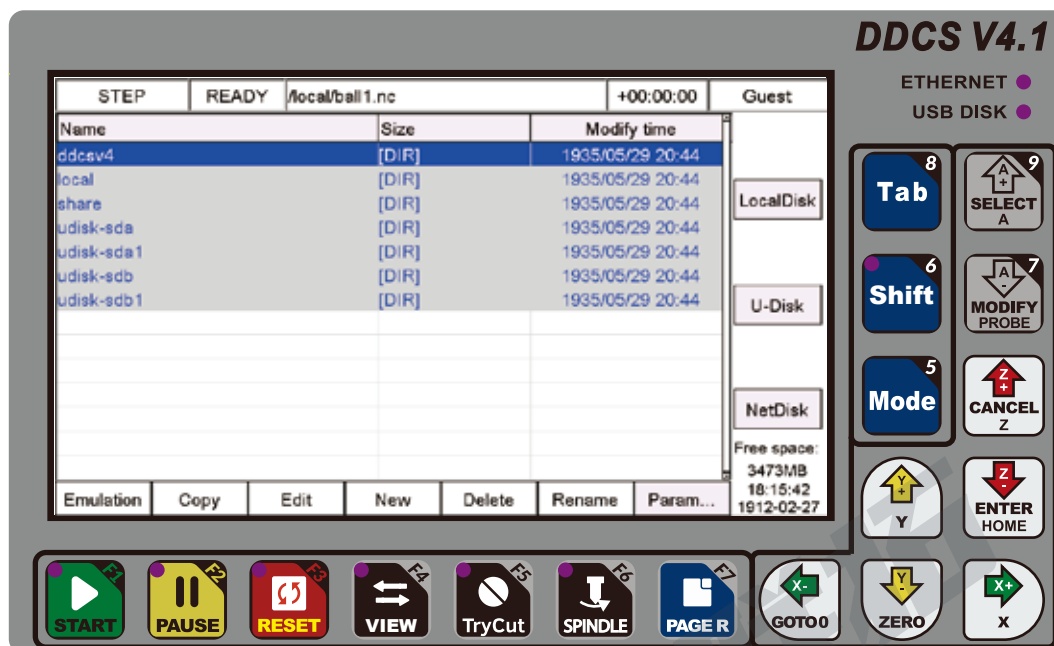 DDCS V4.1
ETHERNET
USB DISK
STEP READY /local/ball1.nc +00:00:00 Guest
Name Size Modify time
ddcsv4 [DIR] 1935/05/29 20:44
local [DIR] 1935/05/29 20:44
share [DIR] 1935/05/29 20:44
udisk-sda [DIR] 1935/05/29 20:44
udisk-sda1 [DIR] 1935/05/29 20:44
udisk-sdb [DIR] 1935/05/29 20:44
udisk-sdb1 [DIR] 1935/05/29 20:44
LocalDisk
U-Disk
NetDisk
Free space:
3473MB
18:15:42
1912-02-27
Emulation Copy Edit New Delete Rename Param...
8
Tab
9
A
+
SELECT
A
6
Shift
7
A
-
MODIFY
PROBE
5
Mode
Z
+
CANCEL
Z
Y
+
Y
Z
-
ENTER
HOME
F1
START
F2
PAUSE
F3
RESET
F4
VIEW
F5
TryCut
F6
SPINDLE
F7
PAGE R
X-
GOTO0
Y
-
ZERO
X+
X